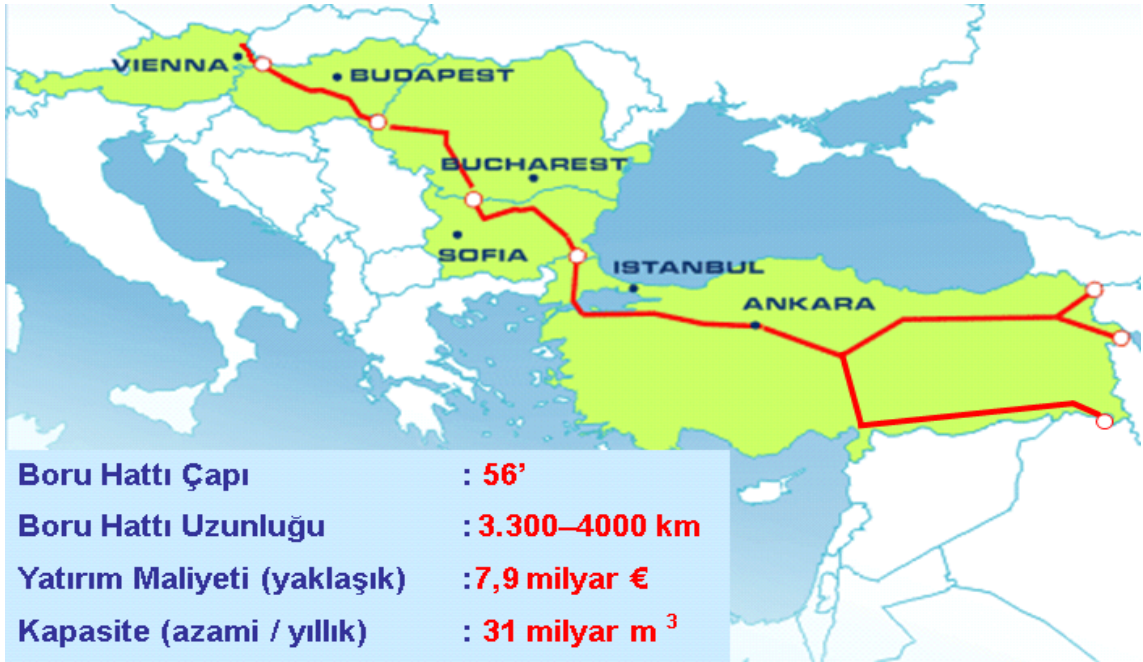 VIENNA
BUDAPEST
BUCHAREST
SOFIA
ISTANBUL
ANKARA
Boru Hattı Çapı : 56’
Boru Hattı Uzunluğu : 3.300–4000 km
Yatırım Maliyeti (yaklaşık) :7,9 milyar €
Kapasite (azami / yıllık) : 31 milyar m ³